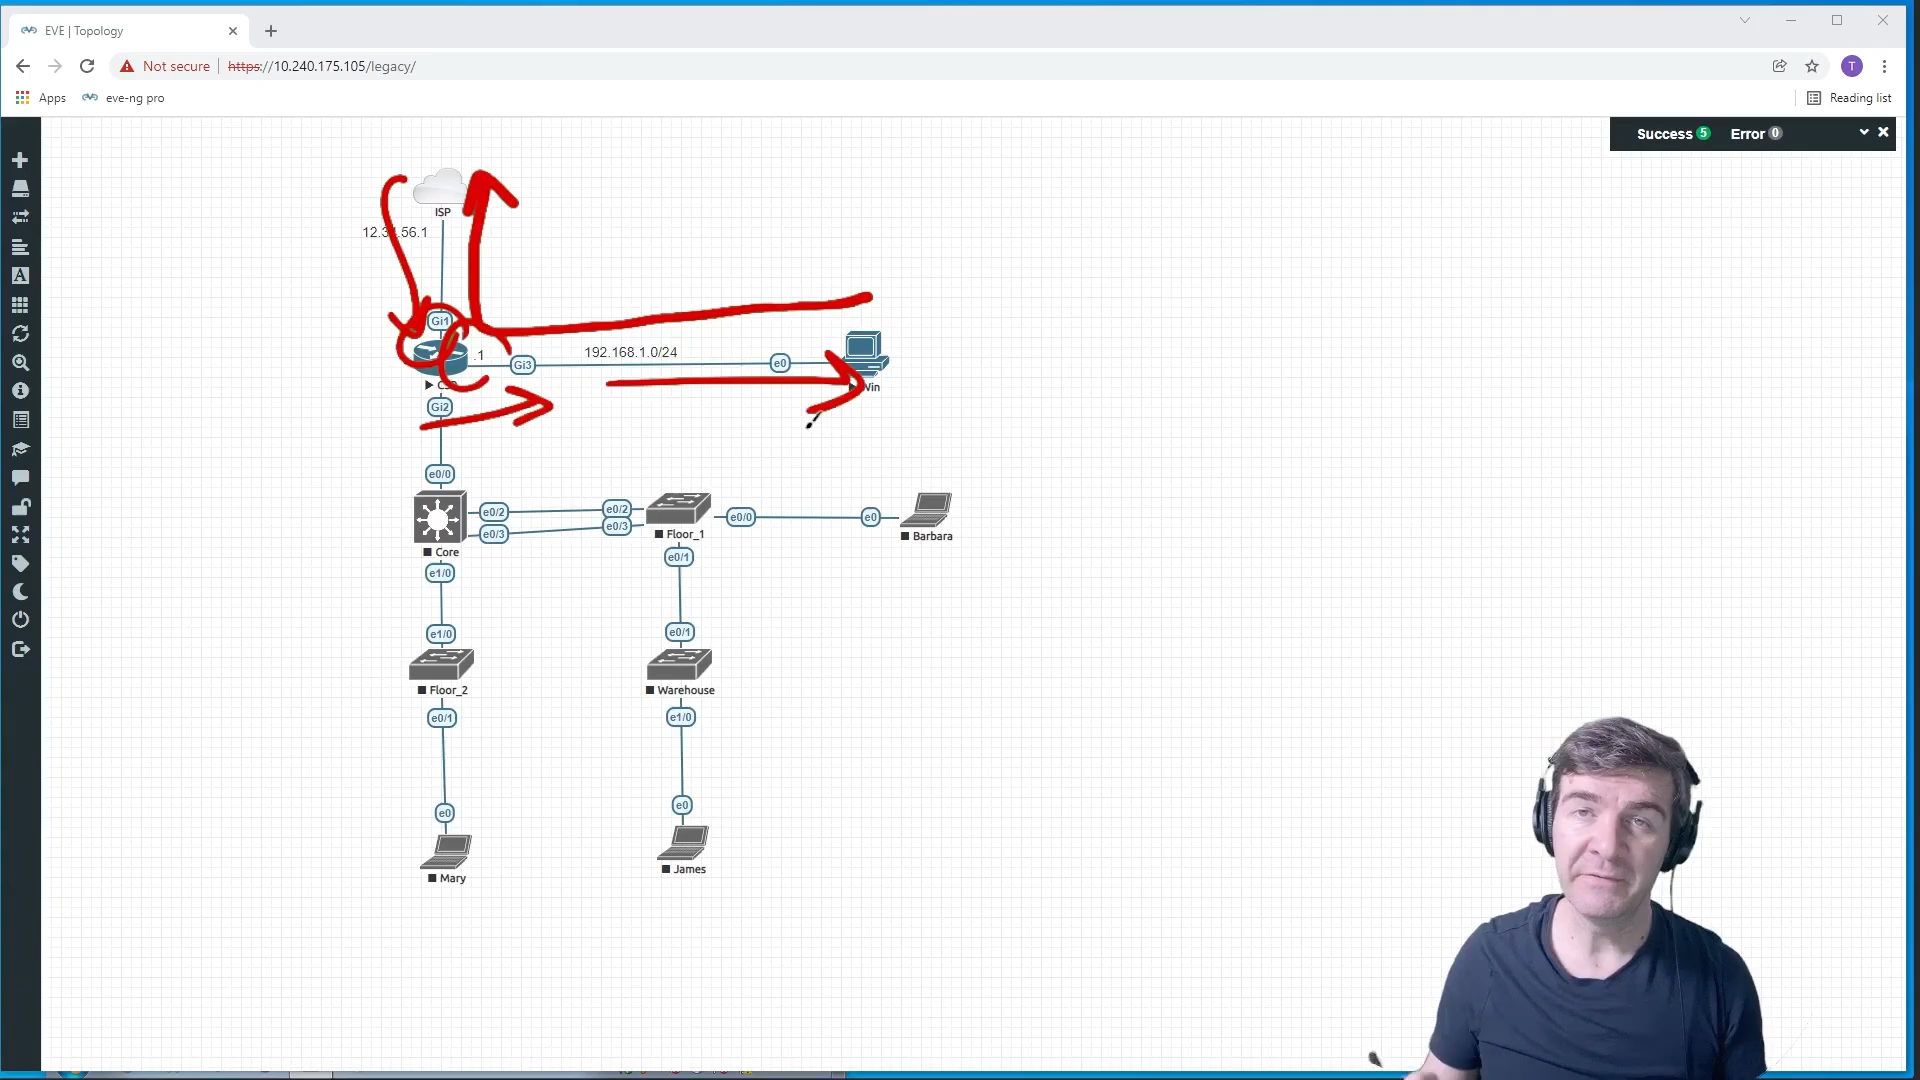 EVE | Topology
Not secure
https://10.240.175.105/legacy/
Apps
eve-ng pro
Reading list
Success 5
Error 0
ISP
Gi1
.1
Gi3
192.168.1.0/24
e0
Gi2
e0/0
e0/2
e0/2
e0/3
e0/3
e0/0
e0
Core
Floor_1
Barbara
e1/0
e0/1
e1/0
e0/1
Floor_2
Warehouse
e0/1
e1/0
e0
e0
Mary
James
T
A